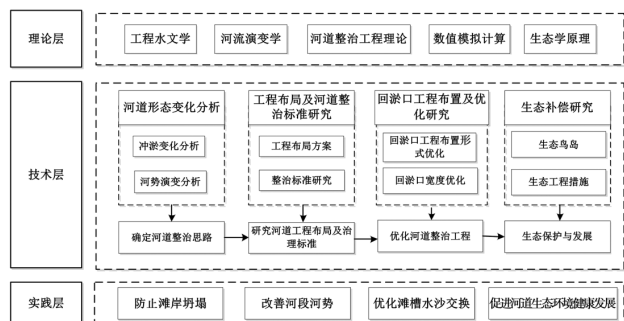 理论层
工程水文学
河流演变学
河道整治工程理论
数值模拟计算
生态学原理
技术层
河道形态变化分析
冲淤变化分析
河势演变分析
确定河道整治思路
工程布局及河道整
治标准研究
工程布局方案
整治标准研究
研究河道工程布局及治
理标准
回淤口工程布置及优
化研究
回淤口工程布置形
式优化
回淤口宽度优化
优化河道整治工程
生态补偿研究
生态鸟岛
生态工程措施
生态保护与发展
实践层
防止滩岸坍塌
改善河段河势
优化滩槽水沙交换
促进河道生态环境健康发展